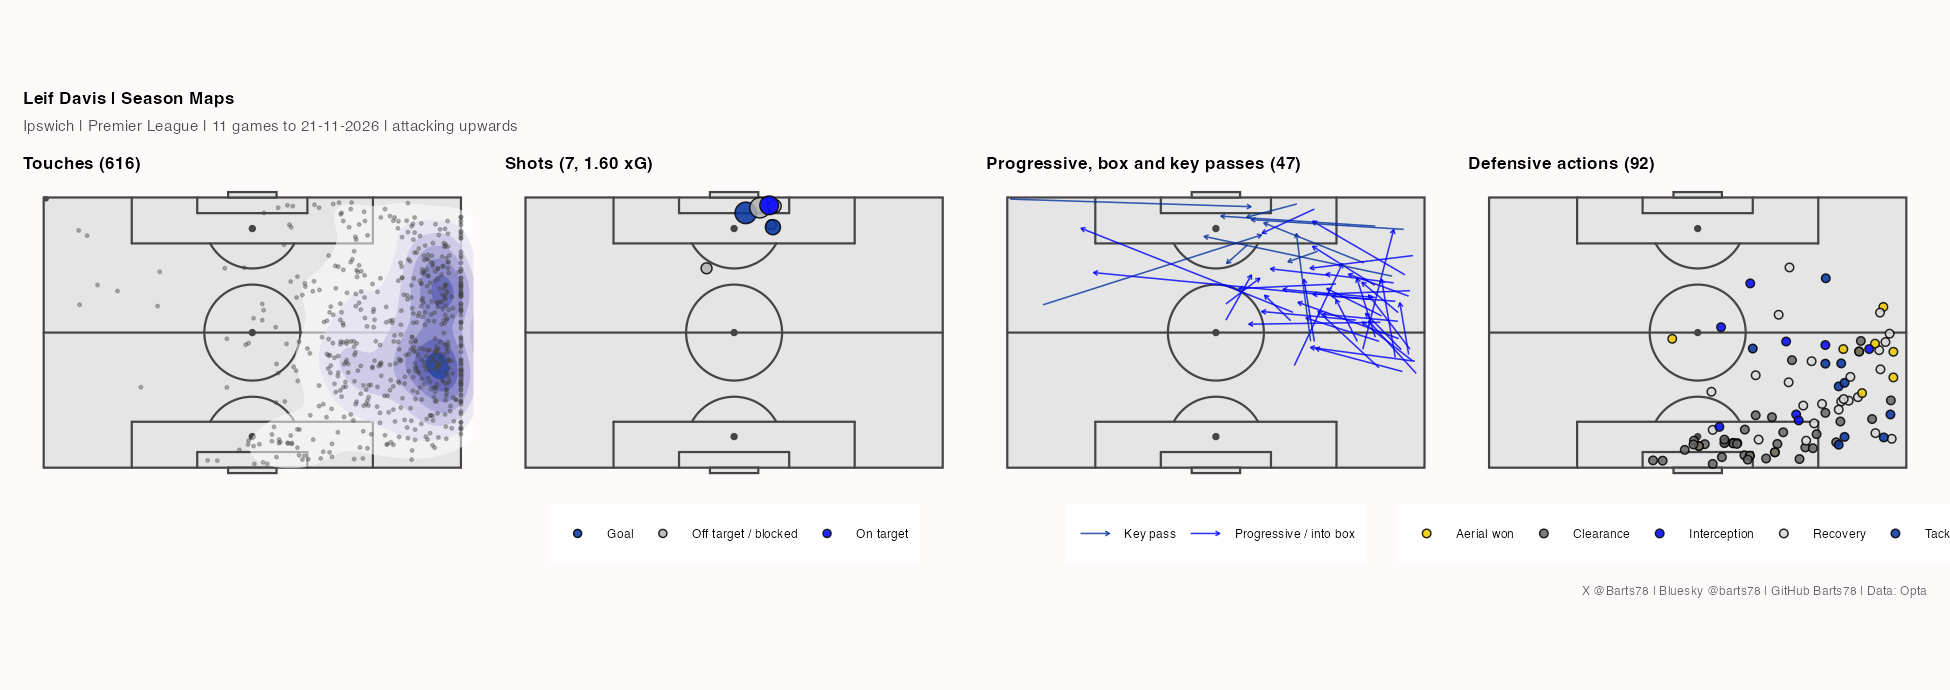 Leif Davis | Season Maps
Ipswich | Premier League | 11 games to 21-11-2026 | attacking upwards
Touches (616)
Shots (7, 1.60 xG)
Progressive, box and key passes (47)
Defensive actions (92)
Goal
Off target / blocked
On target
Key pass
Progressive / into box
Aerial won
Clearance
Interception
Recovery
Tack
X @Barts78 | Bluesky @barts78 | GitHub Barts78 | Data: Opta